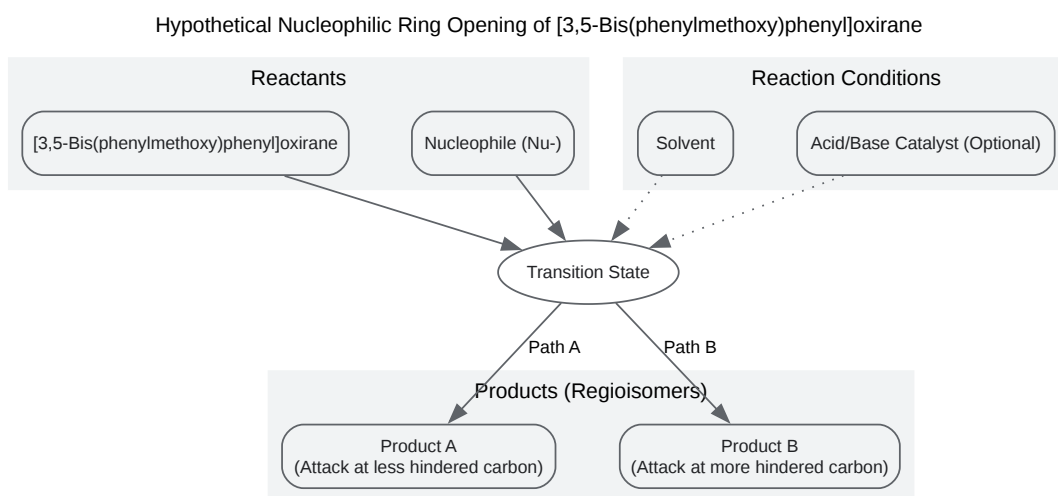 Hypothetical Nucleophilic Ring Opening of [3,5-Bis(phenylmethoxy)phenyl]oxirane
Reactants
Reaction Conditions
[3,5-Bis(phenylmethoxy)phenyl]oxirane
Nucleophile (Nu-)
Solvent
Acid/Base Catalyst (Optional)
Transition State
Path A
Path B
Products (Regioisomers)
Product A
(Attack at less hindered carbon)
Product B
(Attack at more hindered carbon)